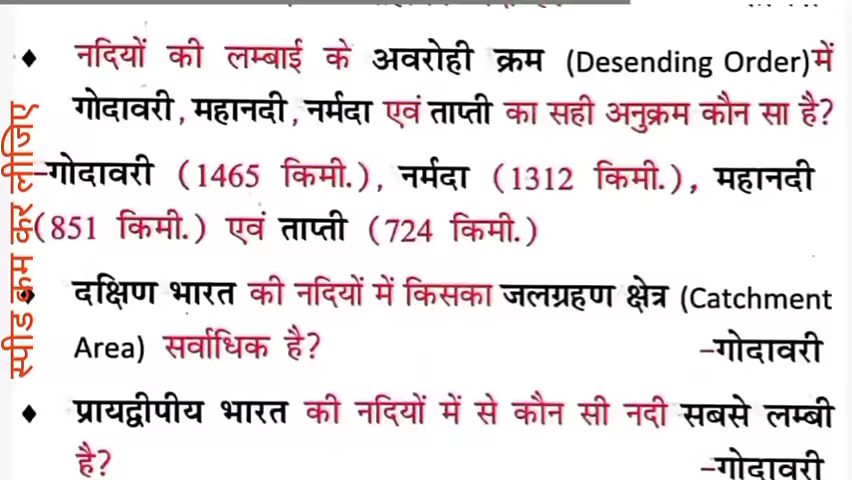 ♦ नदियों की लम्बाई के अवरोही क्रम (Desending Order)में
गोदावरी, महानदी, नर्मदा एवं ताप्ती का सही अनुक्रम कौन सा है?
–गोदावरी (1465 किमी.), नर्मदा (1312 किमी.), महानदी
(851 किमी.) एवं ताप्ती (724 किमी.)
♦ दक्षिण भारत की नदियों में किसका जलग्रहण क्षेत्र (Catchment
Area) सर्वाधिक है? –गोदावरी
♦ प्रायद्वीपीय भारत की नदियों में से कौन सी नदी सबसे लम्बी
है? –गोदावरी
स्पीड कम कर लीजिए